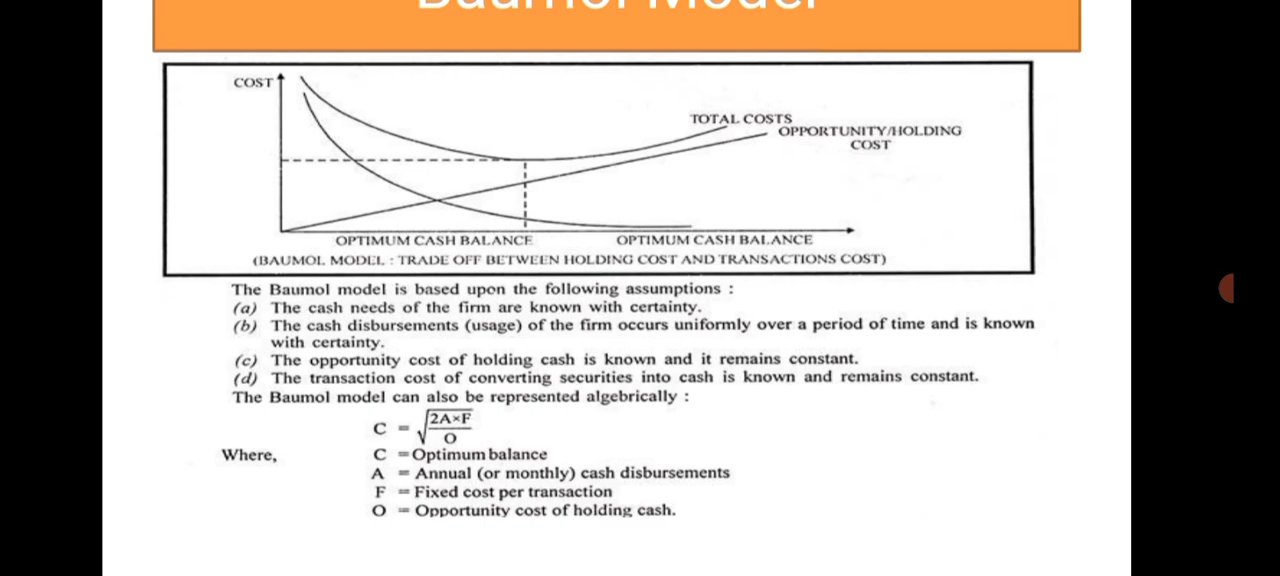 Baumol Model
COST
TOTAL COSTS
OPPORTUNITY/HOLDING
COST
OPTIMUM CASH BALANCE OPTIMUM CASH BALANCE
(BAUMOL MODEL : TRADE OFF BETWEEN HOLDING COST AND TRANSACTIONS COST)
The Baumol model is based upon the following assumptions :
(a) The cash needs of the firm are known with certainty.
(b) The cash disbursements (usage) of the firm occurs uniformly over a period of time and is known
with certainty.
(c) The opportunity cost of holding cash is known and it remains constant.
(d) The transaction cost of converting securities into cash is known and remains constant.
The Baumol model can also be represented algebrically :
C = √2A×F
O
Where, C = Optimum balance
A = Annual (or monthly) cash disbursements
F = Fixed cost per transaction
O = Opportunity cost of holding cash.